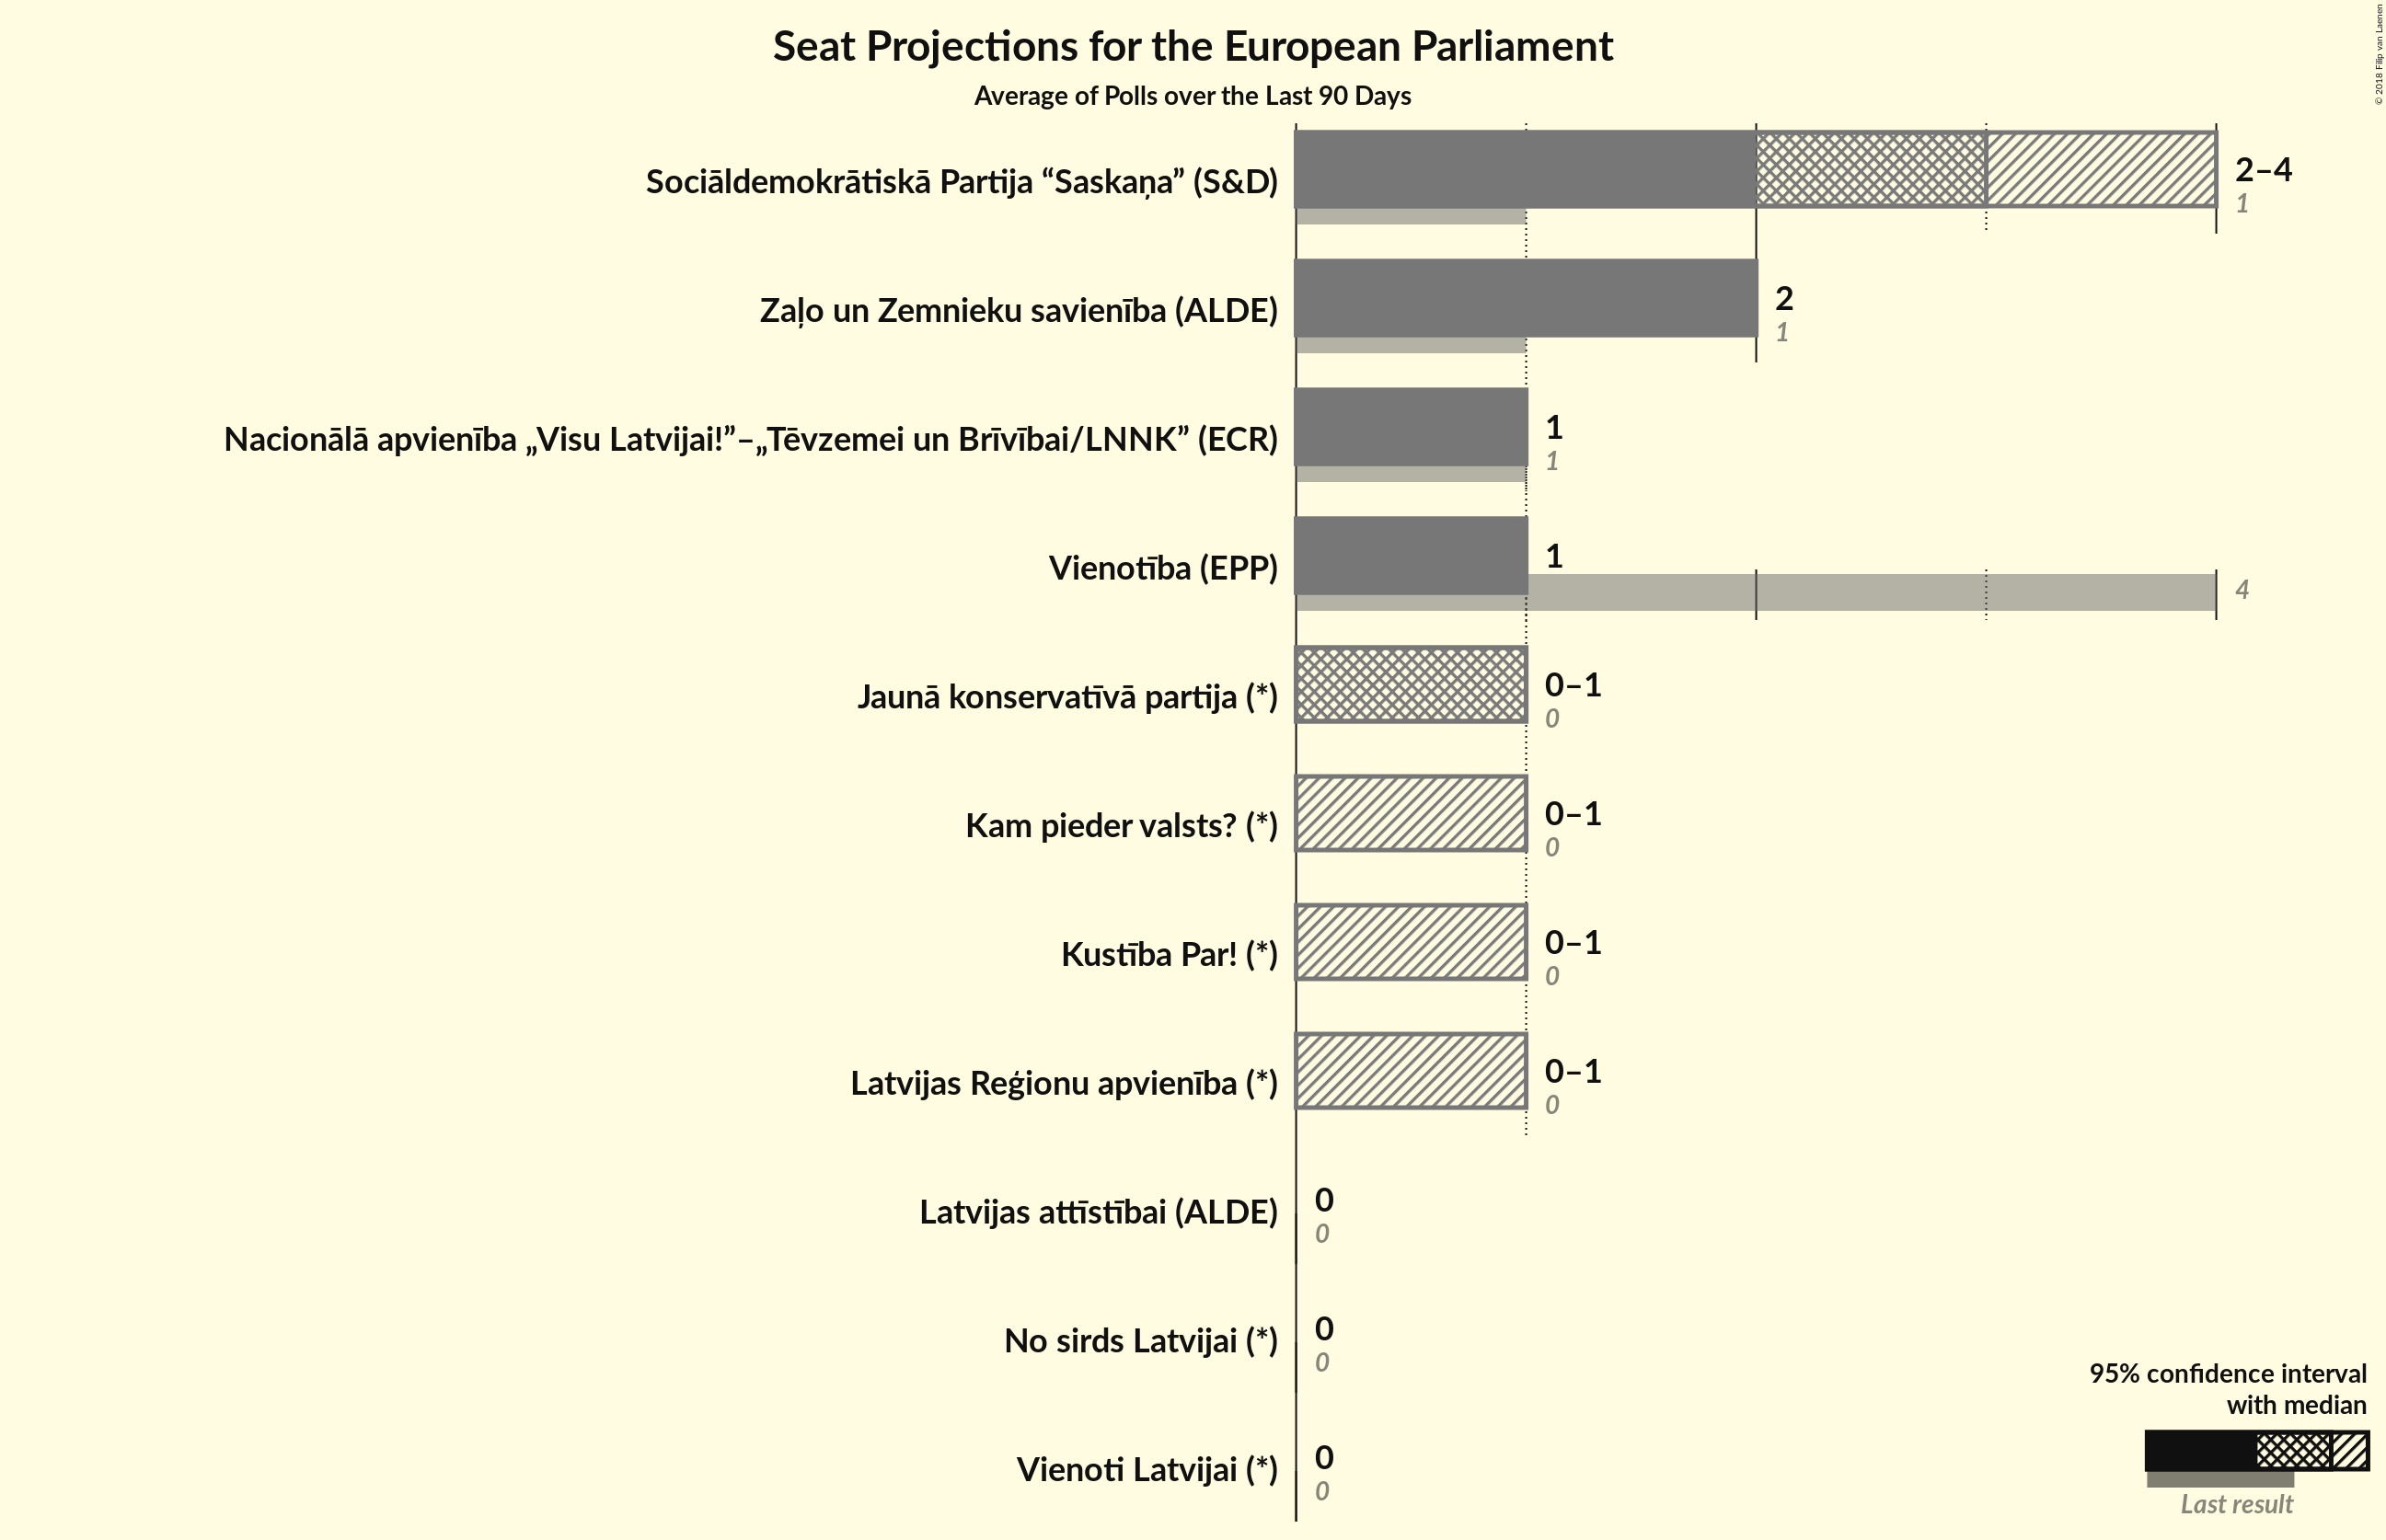 Seat Projections for the European Parliament
Average of Polls over the Last 90 Days
© 2018 Filip van Laenen
Sociāldemokrātiskā Partija “Saskaņa” (S&D)
2–4
1
Zaļo un Zemnieku savienība (ALDE)
2
1
Nacionālā apvienība „Visu Latvijai!”–„Tēvzemei un Brīvībai/LNNK” (ECR)
1
1
Vienotība (EPP)
1
4
Jaunā konservatīvā partija (*)
0–1
0
Kam pieder valsts? (*)
0–1
0
Kustība Par! (*)
0–1
0
Latvijas Reģionu apvienība (*)
0–1
0
Latvijas attīstībai (ALDE)
0
0
No sirds Latvijai (*)
0
0
Vienoti Latvijai (*)
0
0
95% confidence interval
with median
Last result